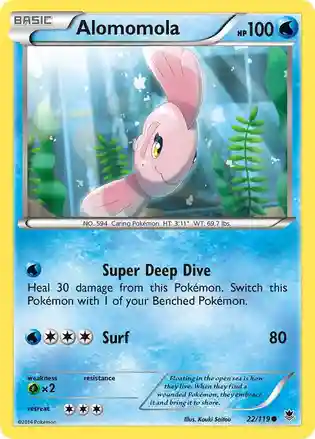 BASIC Alomomola HP100
NO. 594 Caring Pokémon HT: 3'11" WT: 69.7 lbs.
Super Deep Dive
Heal 30 damage from this Pokémon. Switch this
Pokémon with 1 of your Benched Pokémon.
Surf 80
weakness resistance
×2
retreat
Floating in the open sea is how
they live. When they find a
wounded Pokémon, they embrace
it and bring it to shore.
©2014 Pokémon
Illus. Kouki Saitou 22/119